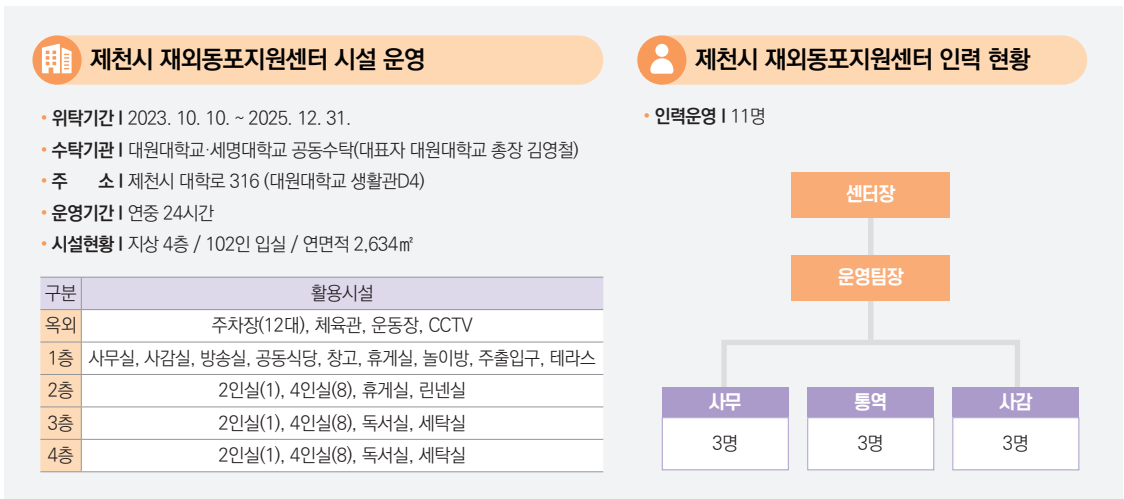 제천시 재외동포지원센터 시설 운영
• 위탁기간 | 2023. 10. 10. ~ 2025. 12. 31.
• 수탁기관 | 대원대학교·세명대학교 공동수탁(대표자 대원대학교 총장 김영철)
• 주 소 | 제천시 대학로 316 (대원대학교 생활관D4)
• 운영기간 | 연중 24시간
• 시설현황 | 지상 4층 / 102인 입실 / 연면적 2,634㎡
구분 활용시설
옥외 주차장(12대), 체육관, 운동장, CCTV
1층 사무실, 사감실, 방송실, 공동식당, 창고, 휴게실, 놀이방, 주출입구, 테라스
2층 2인실(1), 4인실(8), 휴게실, 린넨실
3층 2인실(1), 4인실(8), 독서실, 세탁실
4층 2인실(1), 4인실(8), 독서실, 세탁실
제천시 재외동포지원센터 인력 현황
• 인력운영 | 11명
센터장
운영팀장
사무 통역 사감
3명 3명 3명